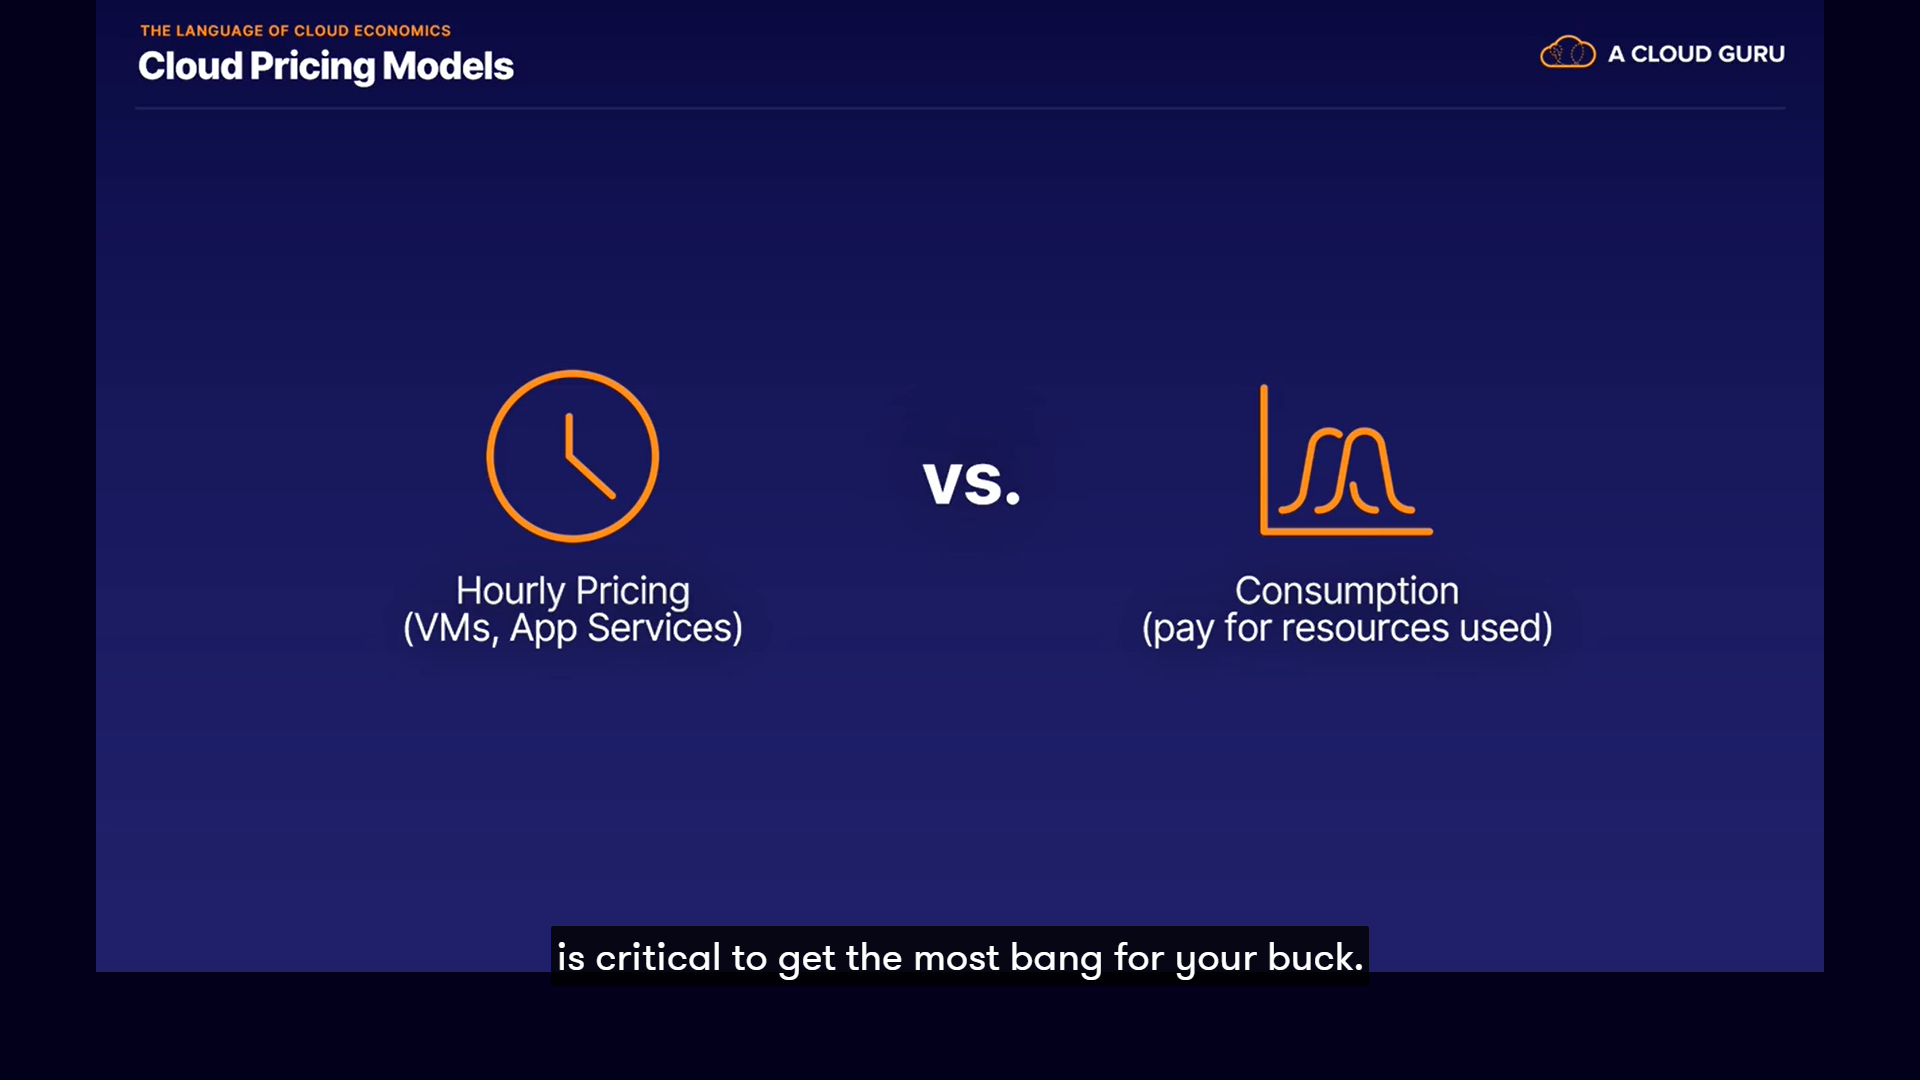 THE LANGUAGE OF CLOUD ECONOMICS
Cloud Pricing Models
A CLOUD GURU
vs.
Hourly Pricing
(VMs, App Services)
Consumption
(pay for resources used)
is critical to get the most bang for your buck.